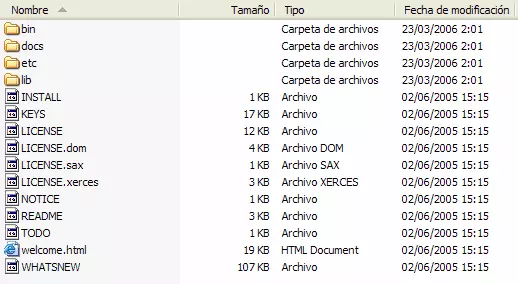 Nombre Tamaño Tipo Fecha de modificación
bin Carpeta de archivos 23/03/2006 2:01
docs Carpeta de archivos 23/03/2006 2:01
etc Carpeta de archivos 23/03/2006 2:01
lib Carpeta de archivos 23/03/2006 2:01
INSTALL 1 KB Archivo 02/06/2005 15:15
KEYS 17 KB Archivo 02/06/2005 15:15
LICENSE 12 KB Archivo 02/06/2005 15:15
LICENSE.dom 4 KB Archivo DOM 02/06/2005 15:15
LICENSE.sax 1 KB Archivo SAX 02/06/2005 15:15
LICENSE.xerces 3 KB Archivo XERCES 02/06/2005 15:15
NOTICE 1 KB Archivo 02/06/2005 15:15
README 3 KB Archivo 02/06/2005 15:15
TODO 1 KB Archivo 02/06/2005 15:15
welcome.html 19 KB HTML Document 02/06/2005 15:15
WHATSNEW 107 KB Archivo 02/06/2005 15:15